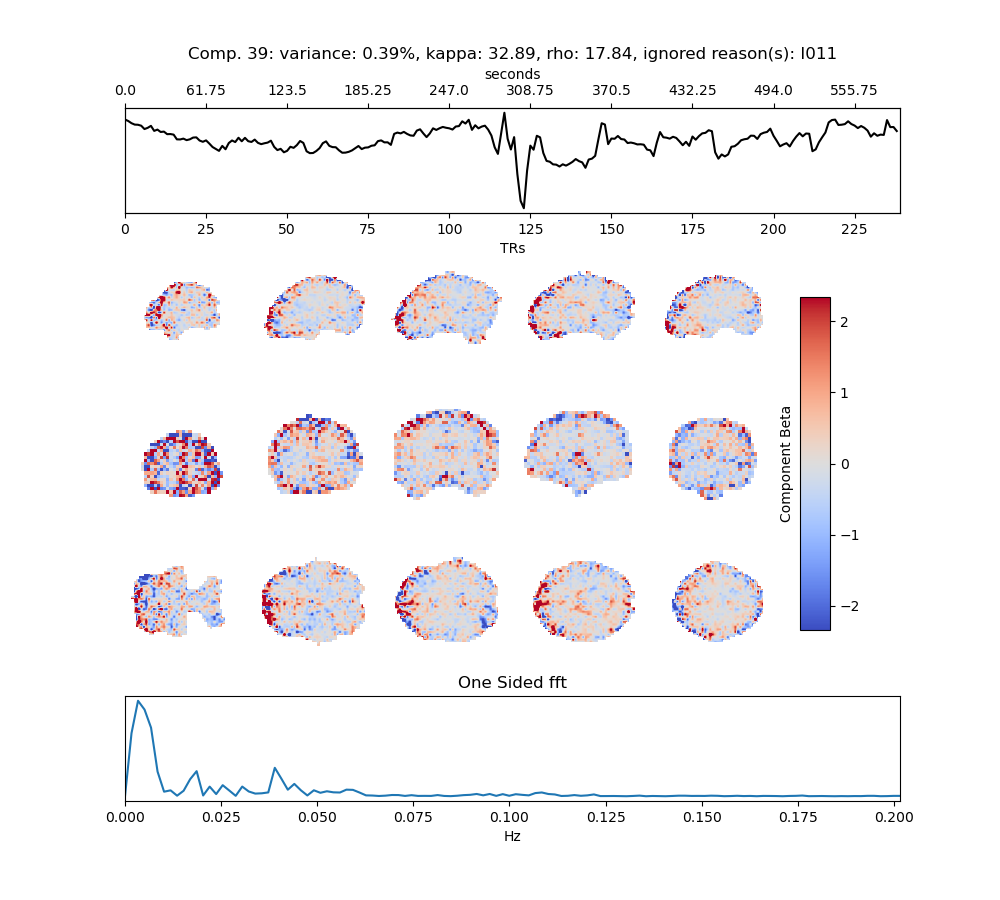 Comp. 39: variance: 0.39%, kappa: 32.89, rho: 17.84, ignored reason(s): I011
seconds
0.0 61.75 123.5 185.25 247.0 308.75 370.5 432.25 494.0 555.75
0 25 50 75 100 125 150 175 200 225
TRs
2
1
0
−1
−2
Component Beta
One Sided fft
0.000 0.025 0.050 0.075 0.100 0.125 0.150 0.175 0.200
Hz